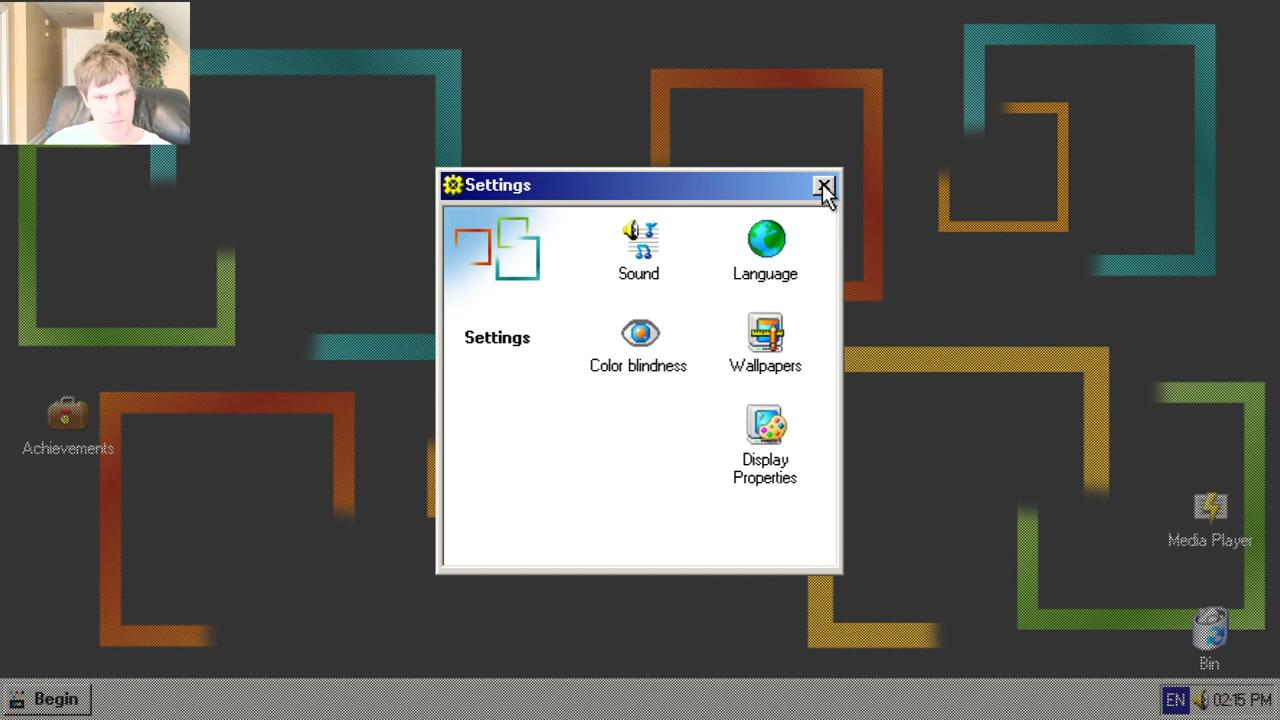 Settings
Sound
Language
Settings
Color blindness
Wallpapers
Display
Properties
Achievements
Media Player
Bin
Begin
EN
02:15 PM